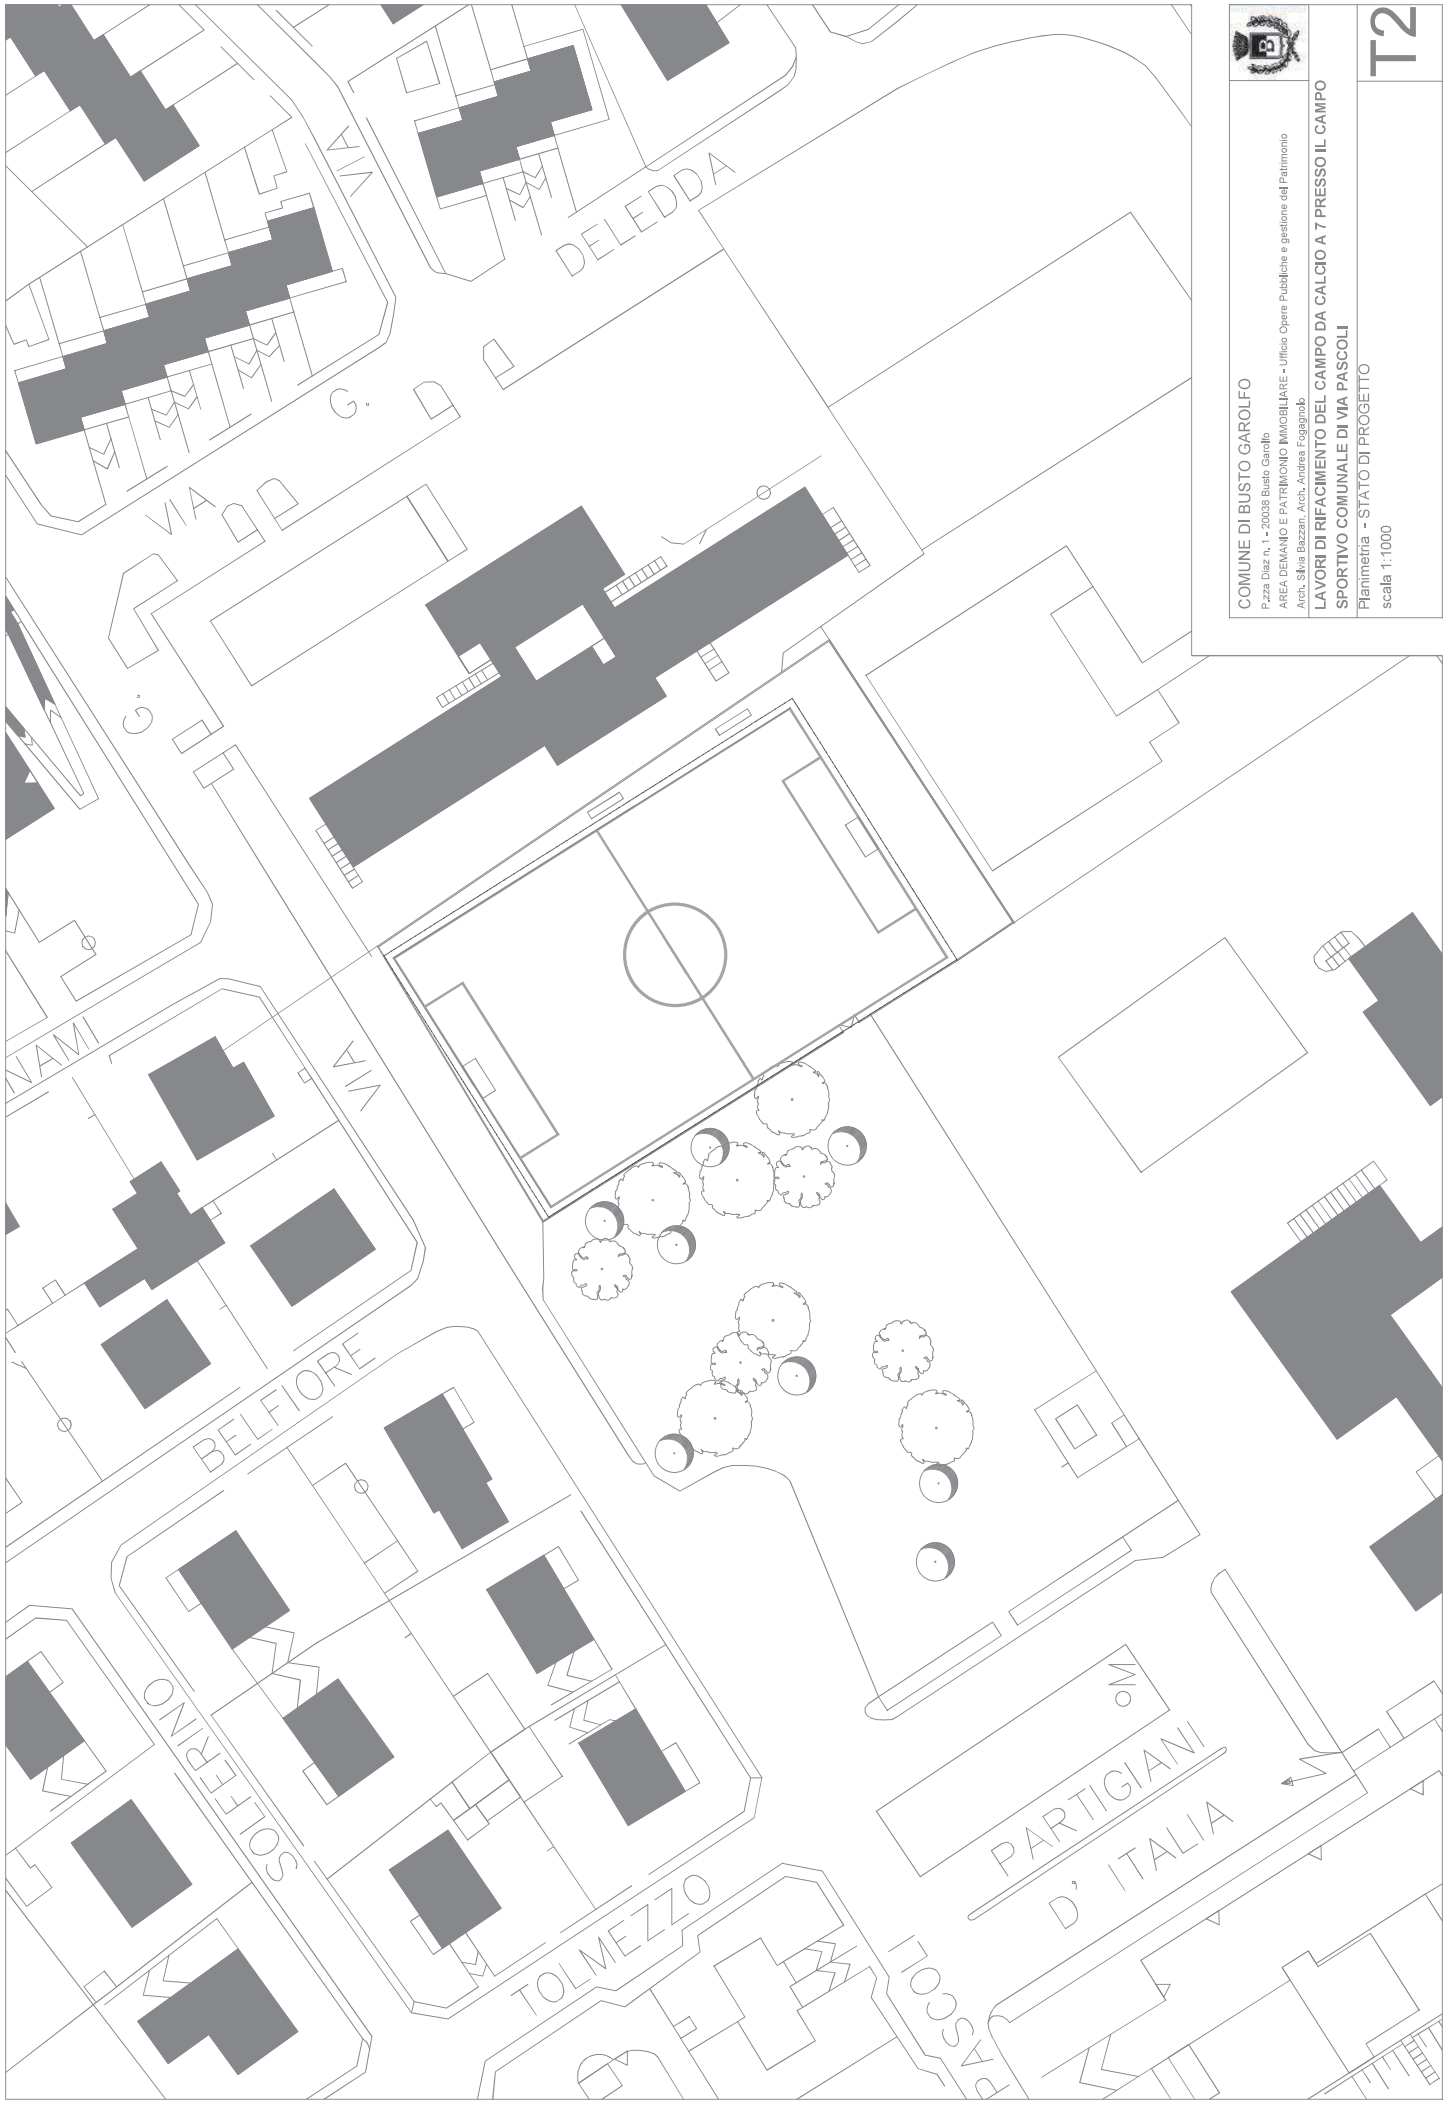 COMUNE DI BUSTO GAROLFO
P.zza Diaz n. 1 - 20038 Busto Garolfo
AREA DEMANIO E PATRIMONIO IMMOBILIARE - Ufficio Opere Pubbliche e gestione del Patrimonio
Arch. Silvia Bazzan, Arch. Andrea Fogagnolo
LAVORI DI RIFACIMENTO DEL CAMPO DA CALCIO A 7 PRESSO IL CAMPO
SPORTIVO COMUNALE DI VIA PASCOLI
Planimetria - STATO DI PROGETTO
scala 1:1000
T2
B
VIA
DELEDDA
G.
VIA
G.
NAMI
VIA
BELFIORE
SOLFERINO
TOLMEZZO
PASCOLI
PARTIGIANI
D' ITALIA
M